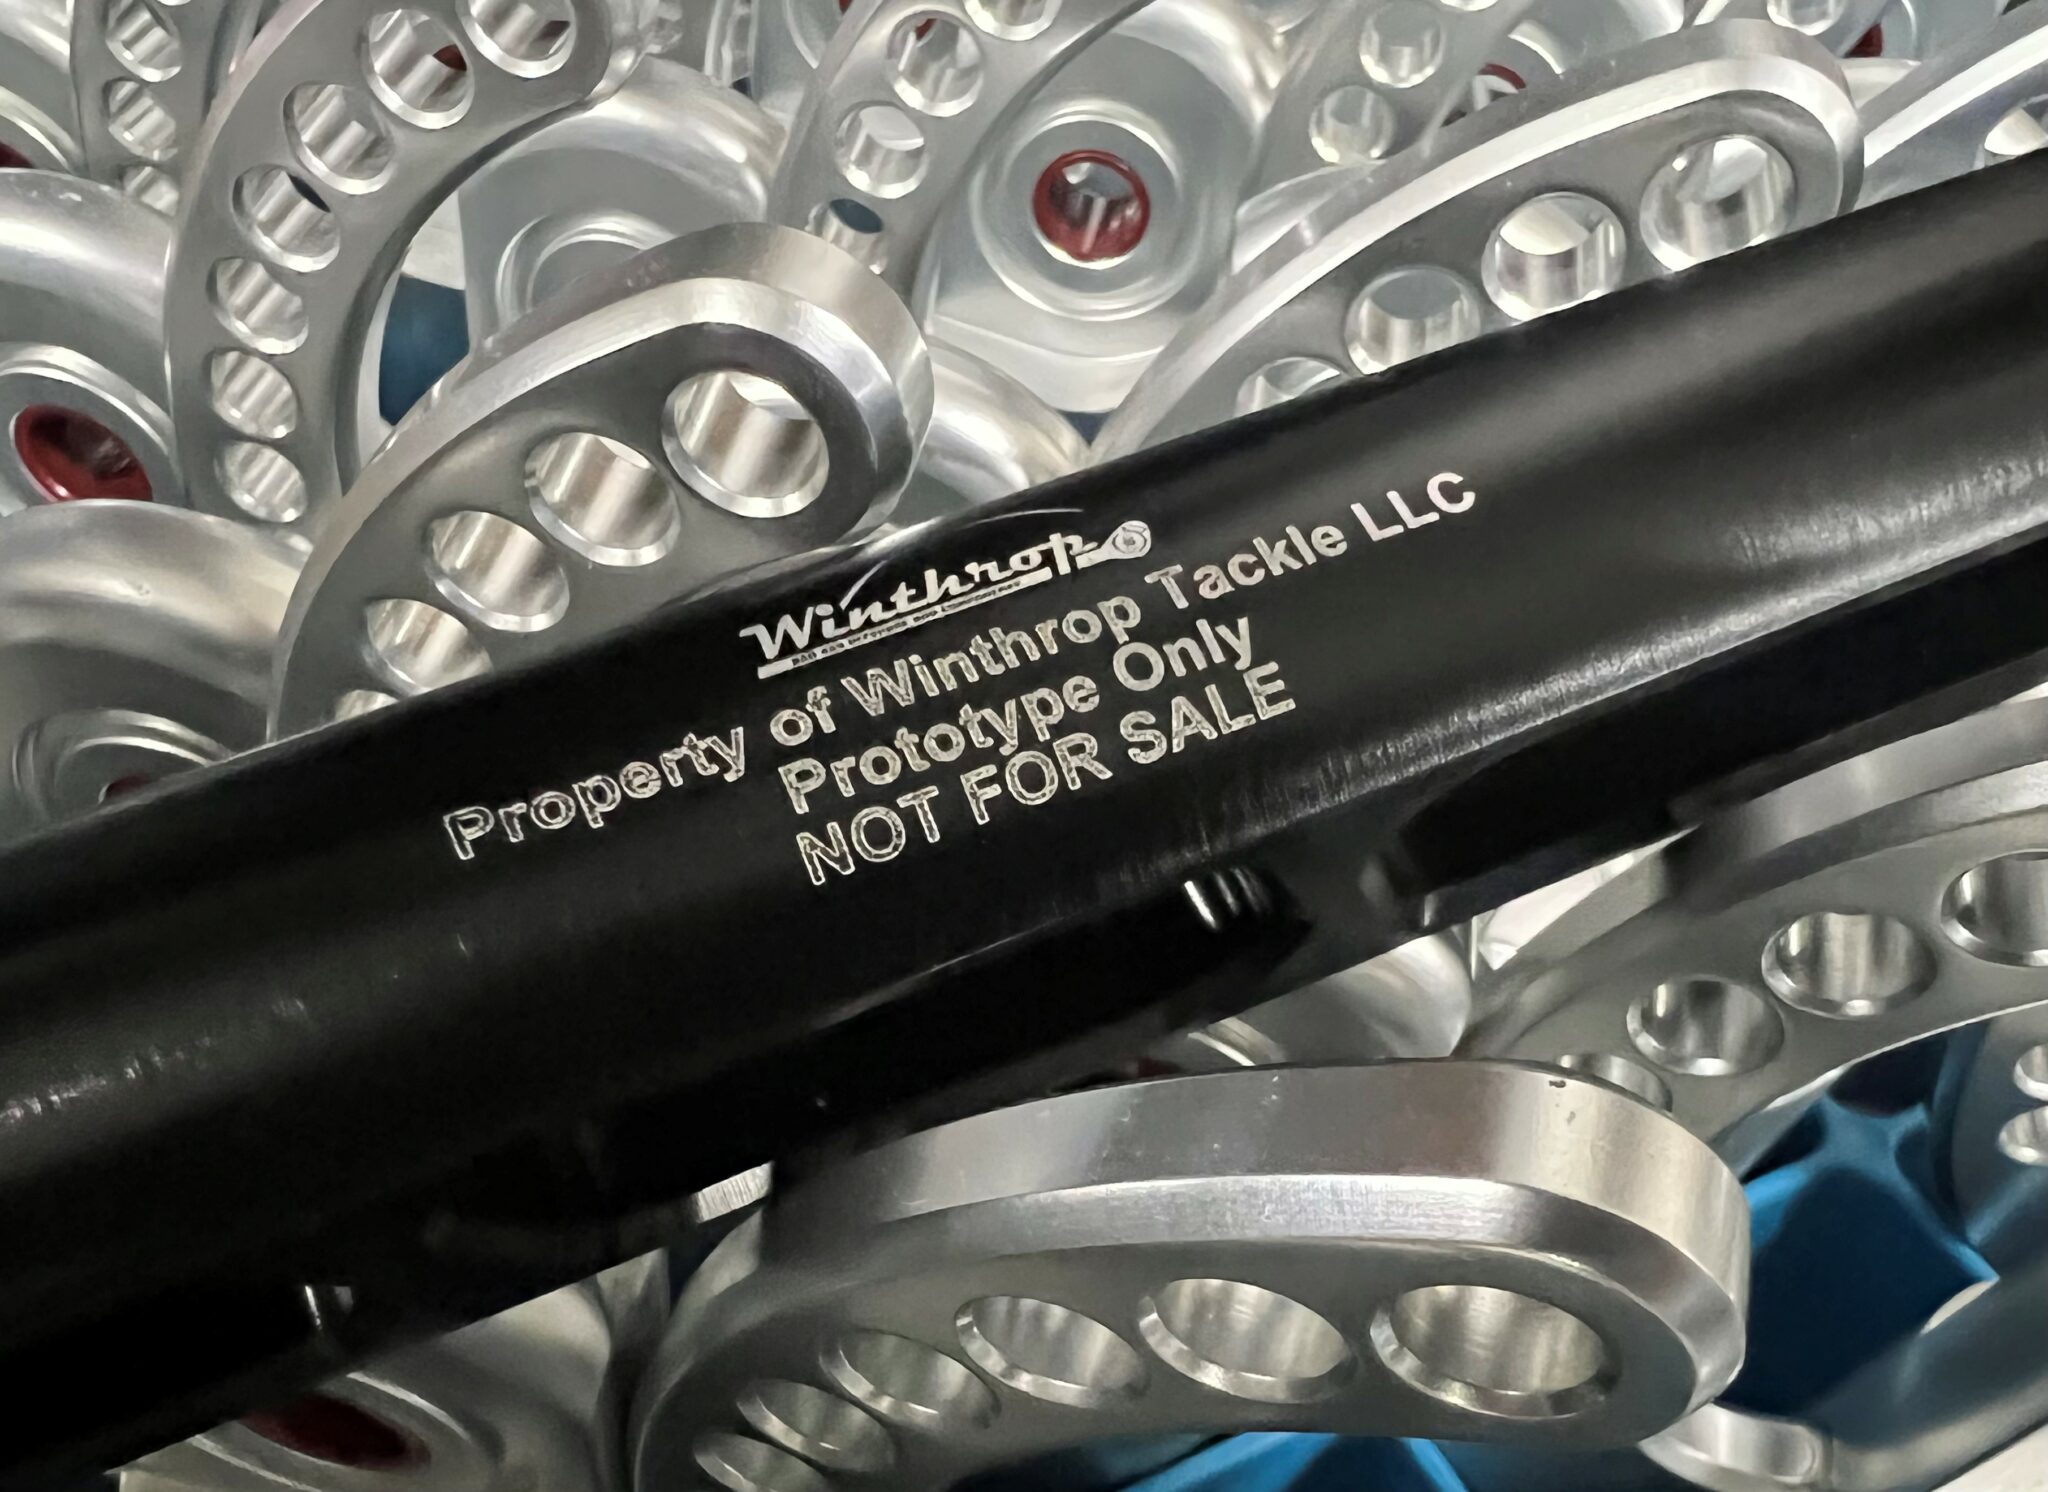 Winthrop
Property of Winthrop Tackle LLC
Prototype Only
NOT FOR SALE